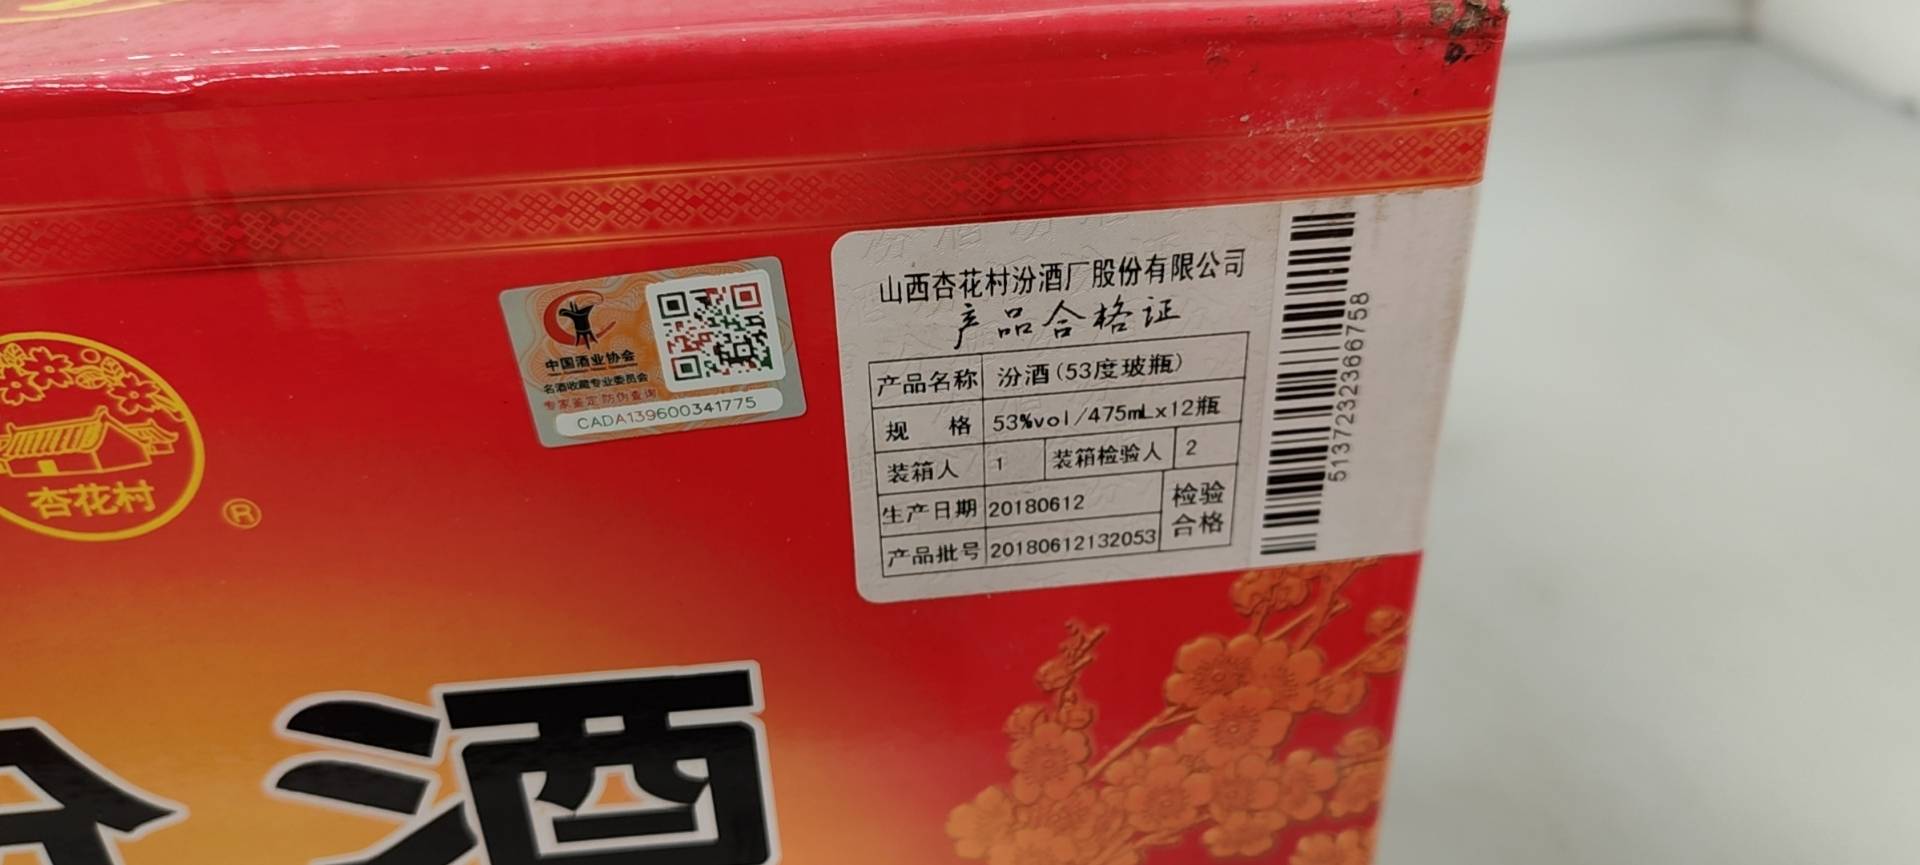 杏花村
®
中国酒业协会
名酒收藏专业委员会
专家鉴定 防伪查询
CADA139600341775
山西杏花村汾酒厂股份有限公司
产品合格证
产品名称 汾酒(53度玻瓶)
规 格 53%vol/475mL×12瓶
装箱人 1 装箱检验人 2
生产日期 20180612 检验合格
产品批号 20180612132053
5137232366758
汾酒